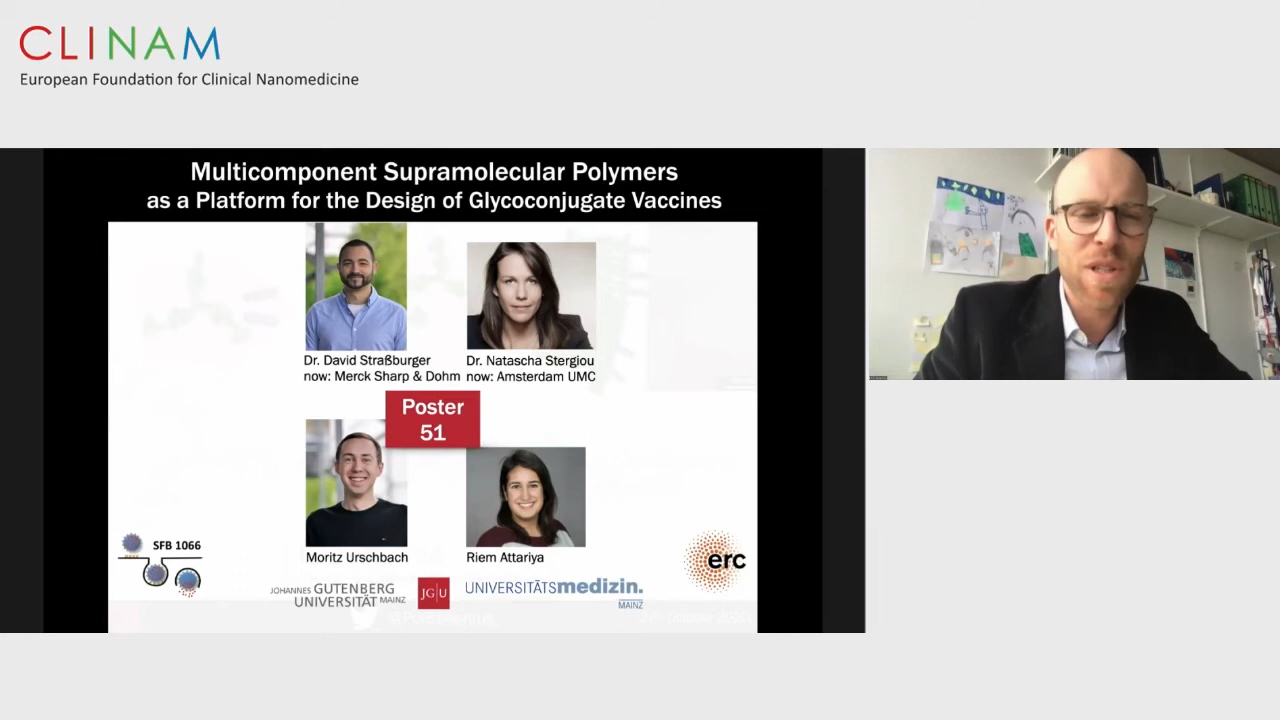 CLINAM
European Foundation for Clinical Nanomedicine
Multicomponent Supramolecular Polymers
as a Platform for the Design of Glycoconjugate Vaccines
Dr. David Straßburger
now: Merck Sharp & Dohm
Dr. Natascha Stergiou
now: Amsterdam UMC
Poster
51
Moritz Urschbach
Riem Attariya
SFB 1066
erc
JOHANNES GUTENBERG
UNIVERSITÄT MAINZ
JG|U
UNIVERSITÄTSmedizin.
MAINZ